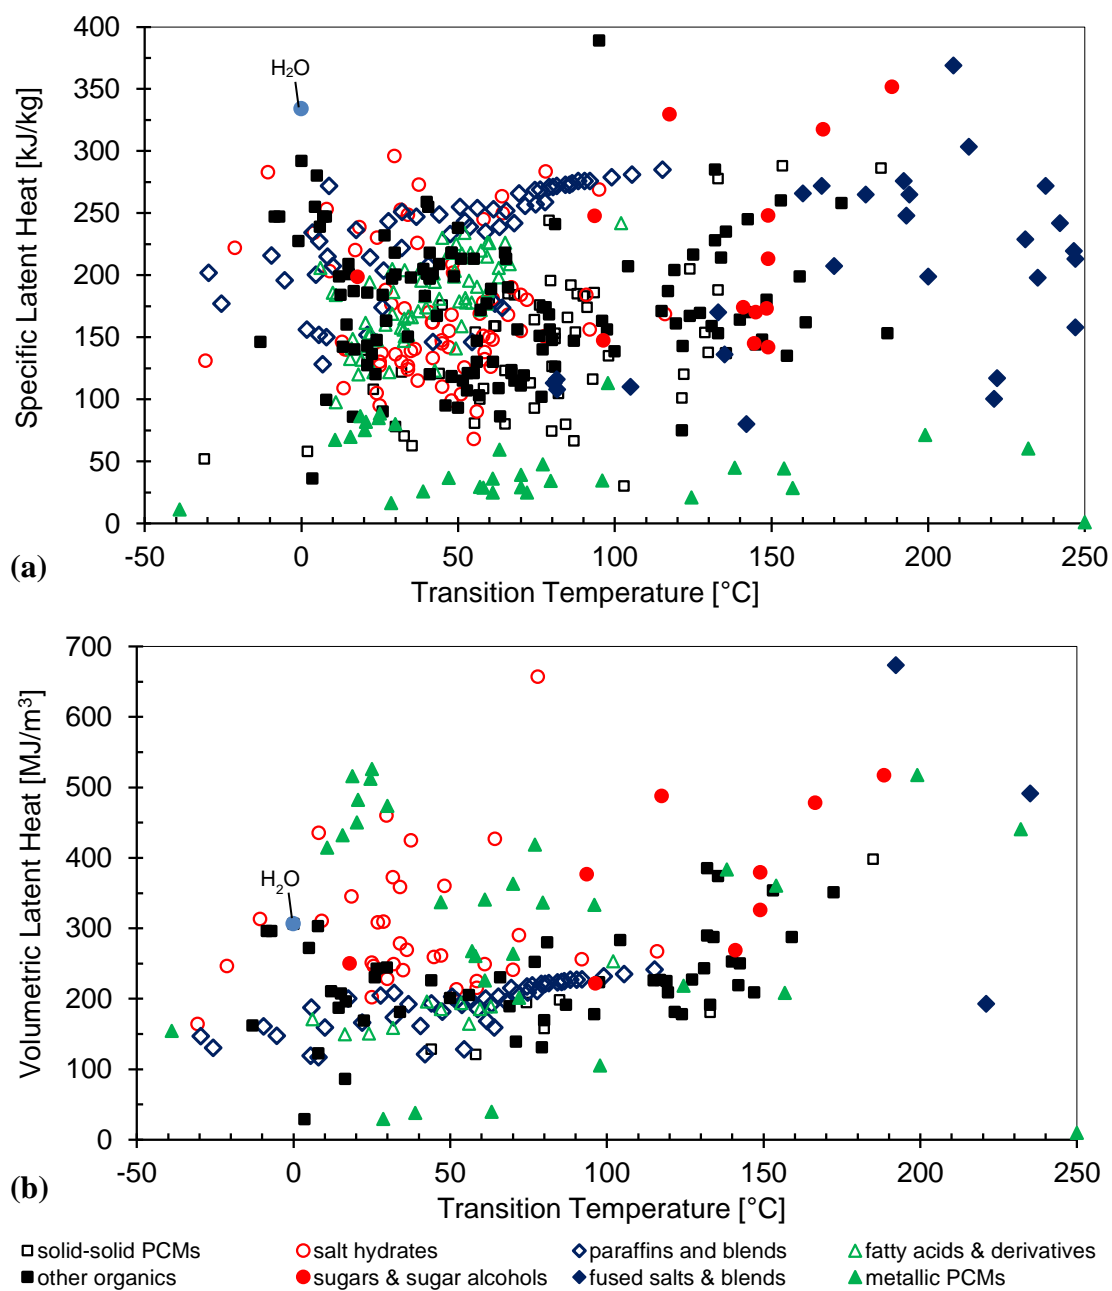 400
350
300
250
200
150
100
50
0
Specific Latent Heat [kJ/kg]
H₂O
-50 0 50 100 150 200 250
(a)
Transition Temperature [°C]
700
600
500
400
300
200
100
0
Volumetric Latent Heat [MJ/m³]
H₂O
-50 0 50 100 150 200 250
(b)
Transition Temperature [°C]
solid-solid PCMs salt hydrates paraffins and blends fatty acids & derivatives
other organics sugars & sugar alcohols fused salts & blends metallic PCMs